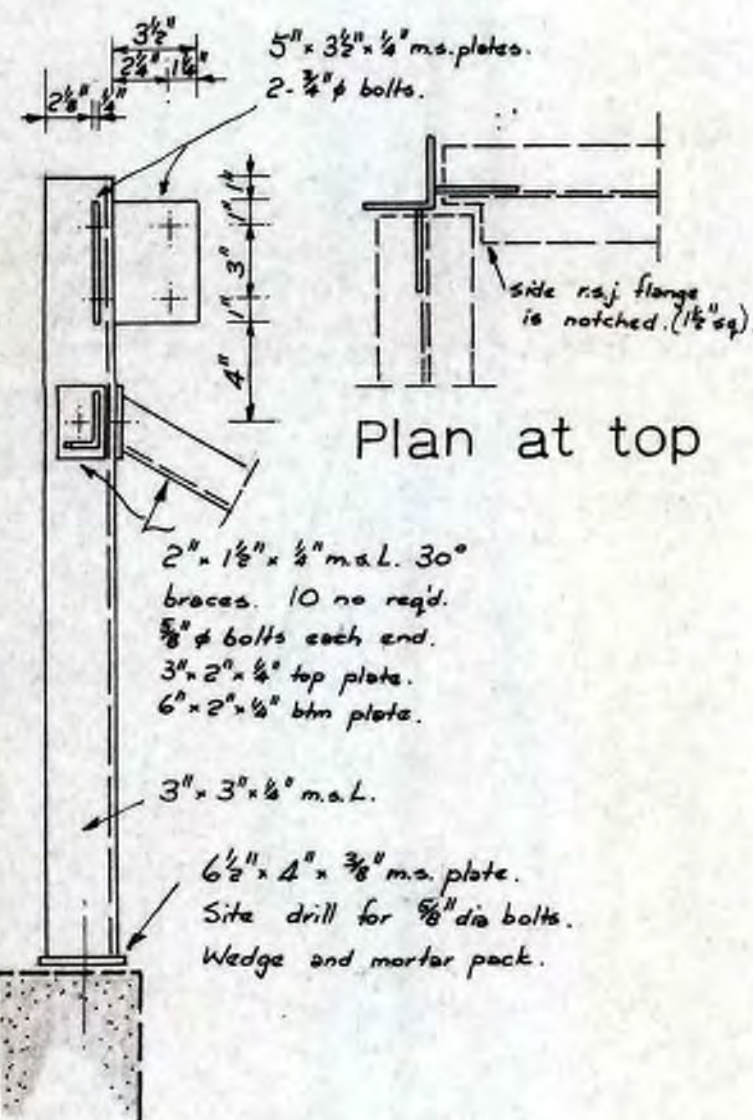 3½"
2¼" 1¼"
2⅛" ¼"
5" x 3½" x ¼" m.s. plates.
2- ¾" ϕ bolts.
1"
1"
3"
1"
4"
side r.s.j. flange
is notched. (1½" sq)
Plan at top
2" x 1½" x ¼" m.s.L. 30°
braces. 10 no req'd.
⅝" ϕ bolts each end.
3" x 2" x ¼" top plate.
6" x 2" x ¼" btm plate.
3" x 3" x ¼" m.s.L.
6½" x 4" x ⅜" m.s. plate.
Site drill for ⅝" dia bolts.
Wedge and mortar pack.